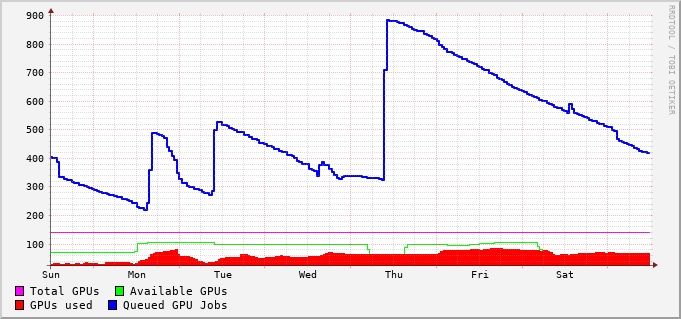 900
800
700
600
500
400
300
200
100
Sun Mon Tue Wed Thu Fri Sat
Total GPUs Available GPUs
GPUs used Queued GPU Jobs
RRDTOOL / TOBI OETIKER